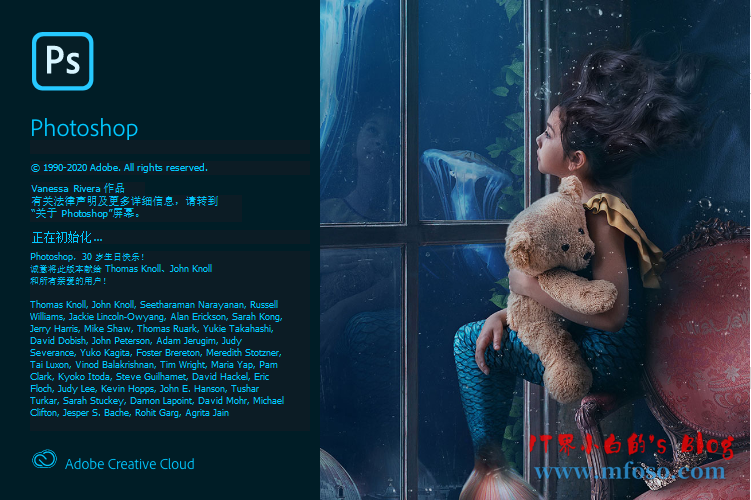 Ps
Photoshop
© 1990-2020 Adobe. All rights reserved.
Vanessa Rivera 作品
有关法律声明及更多详细信息，请转到
“关于 Photoshop”屏幕。
正在初始化...
Photoshop，30 岁生日快乐！
诚意将此版本献给 Thomas Knoll、John Knoll
和所有亲爱的用户！
Thomas Knoll, John Knoll, Seetharaman Narayanan, Russell
Williams, Jackie Lincoln-Owyang, Alan Erickson, Sarah Kong,
Jerry Harris, Mike Shaw, Thomas Ruark, Yukie Takahashi,
David Dobish, John Peterson, Adam Jerugim, Judy
Severance, Yuko Kagita, Foster Brereton, Meredith Stotzner,
Tai Luxon, Vinod Balakrishnan, Tim Wright, Maria Yap, Pam
Clark, Kyoko Itoda, Steve Guilhamet, David Hackel, Eric
Floch, Judy Lee, Kevin Hopps, John E. Hanson, Tushar
Turkar, Sarah Stuckey, Damon Lapoint, David Mohr, Michael
Clifton, Jesper S. Bache, Rohit Garg, Agrita Jain
Adobe Creative Cloud
IT界小白的's Blog
www.mfoso.com